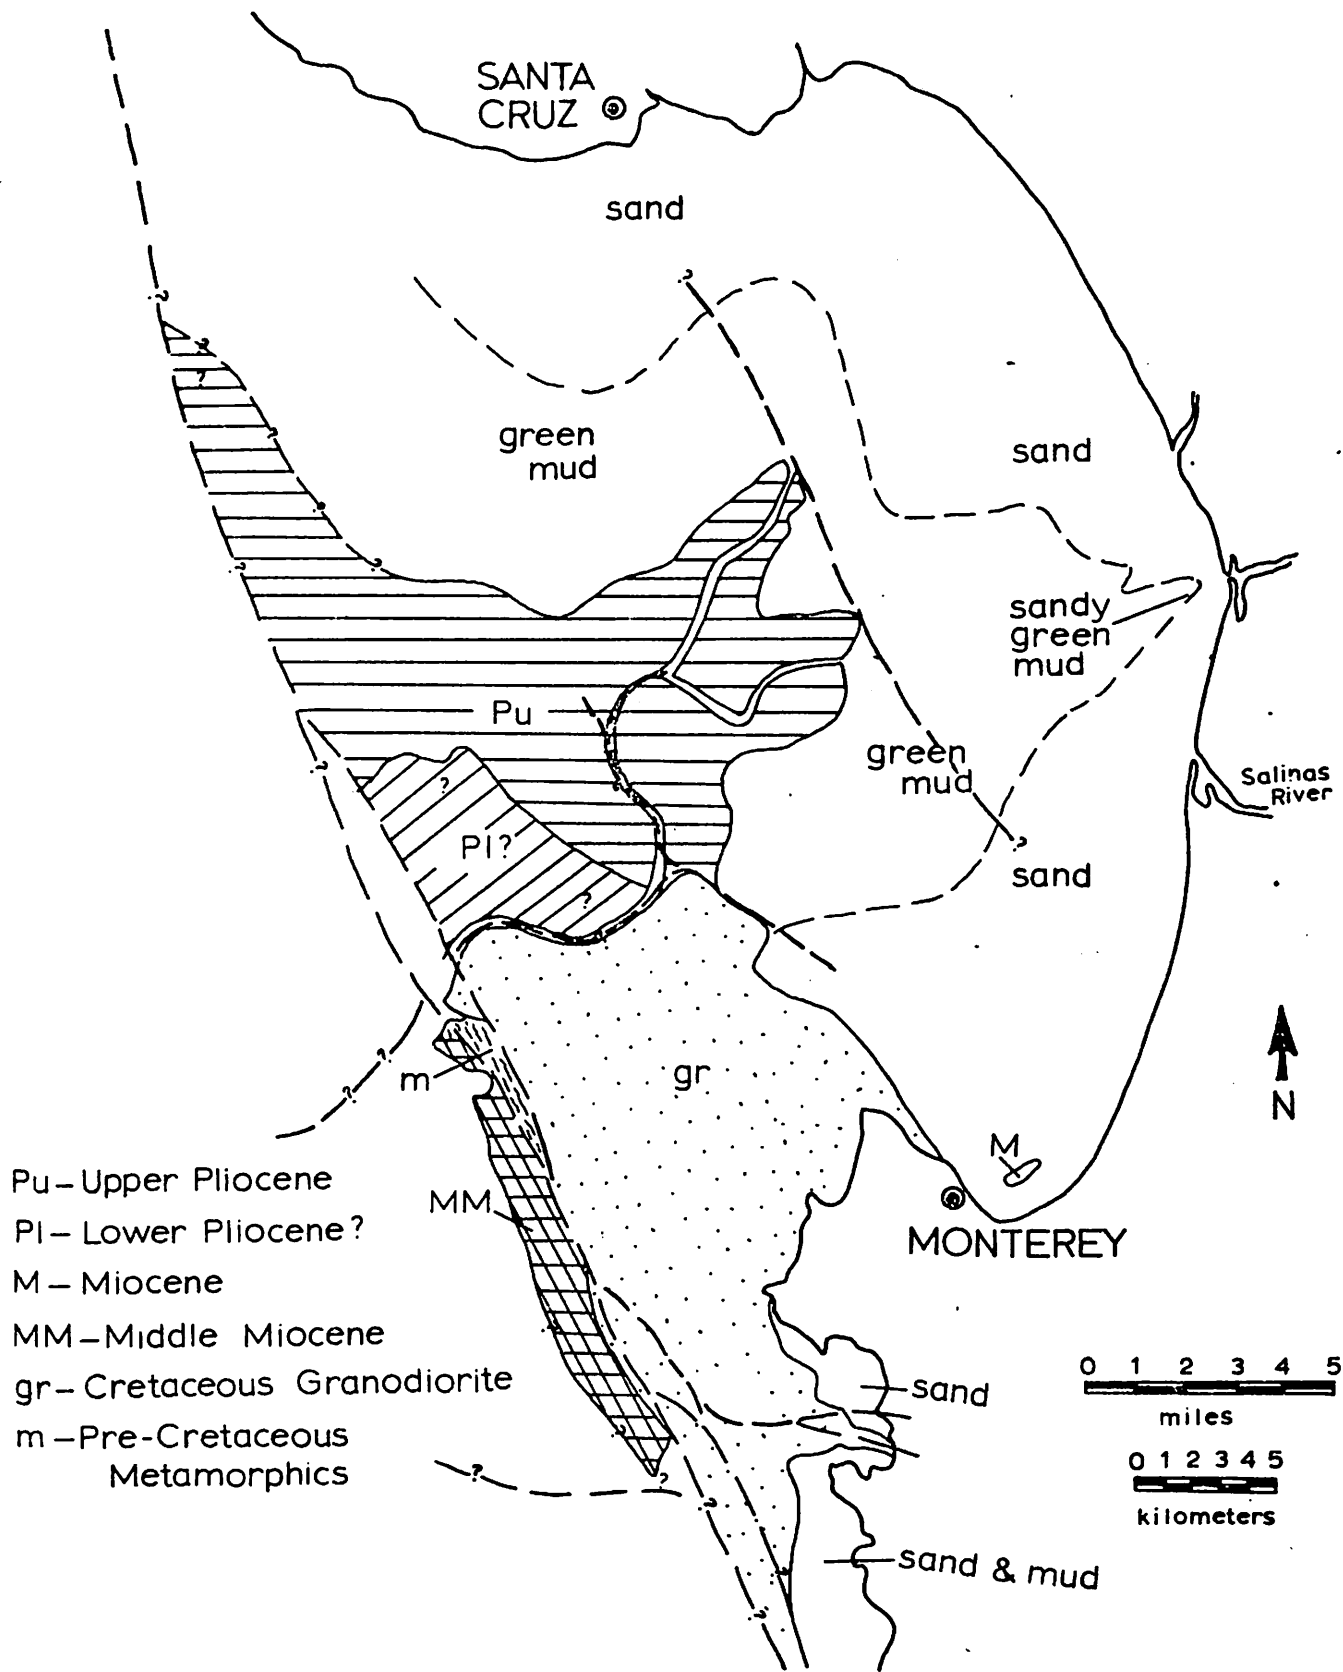 SANTA
CRUZ
sand
?
?
?
?
green
mud
sand
?
?
?
?
sandy
green
mud
Pu
green
mud
Salinas
River
?
?
Pl?
?
?
sand
m
gr
?
?
N
M
Pu – Upper Pliocene
MM
MONTEREY
Pl – Lower Pliocene?
M – Miocene
MM – Middle Miocene
gr – Cretaceous Granodiorite
sand
0 1 2 3 4 5
miles
m – Pre-Cretaceous
Metamorphics
?
?
?
?
0 1 2 3 4 5
kilometers
sand & mud
?